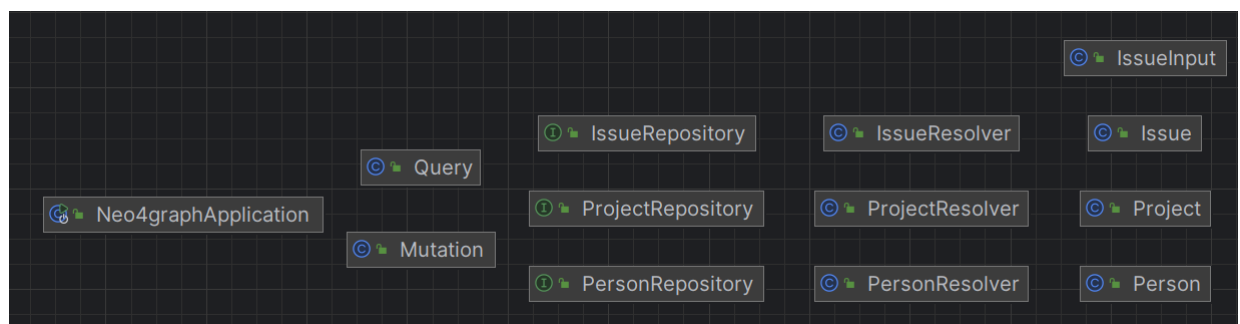 IssueInput
IssueRepository
IssueResolver
Issue
Query
Neo4graphApplication
ProjectRepository
ProjectResolver
Project
Mutation
PersonRepository
PersonResolver
Person